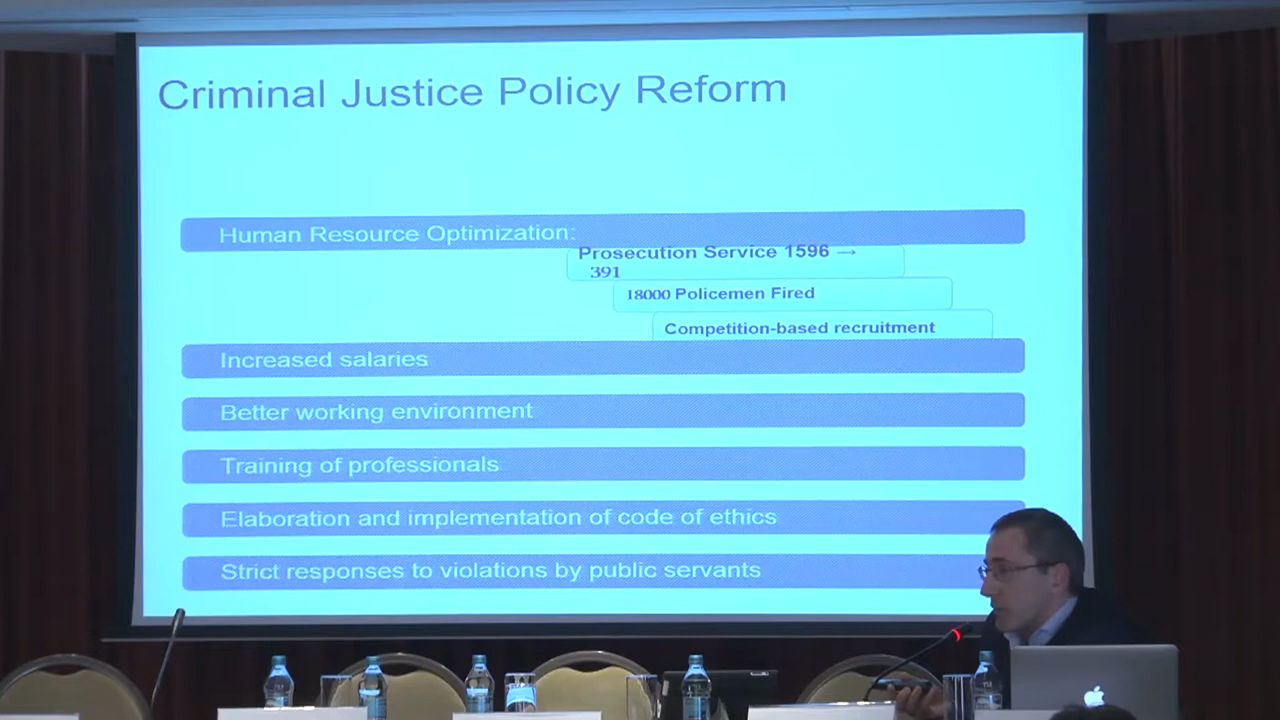 Criminal Justice Policy Reform
Human Resource Optimization:
Prosecution Service 1596 →
391
18000 Policemen Fired
Competition-based recruitment
Increased salaries
Better working environment
Training of professionals
Elaboration and implementation of code of ethics
Strict responses to violations by public servants